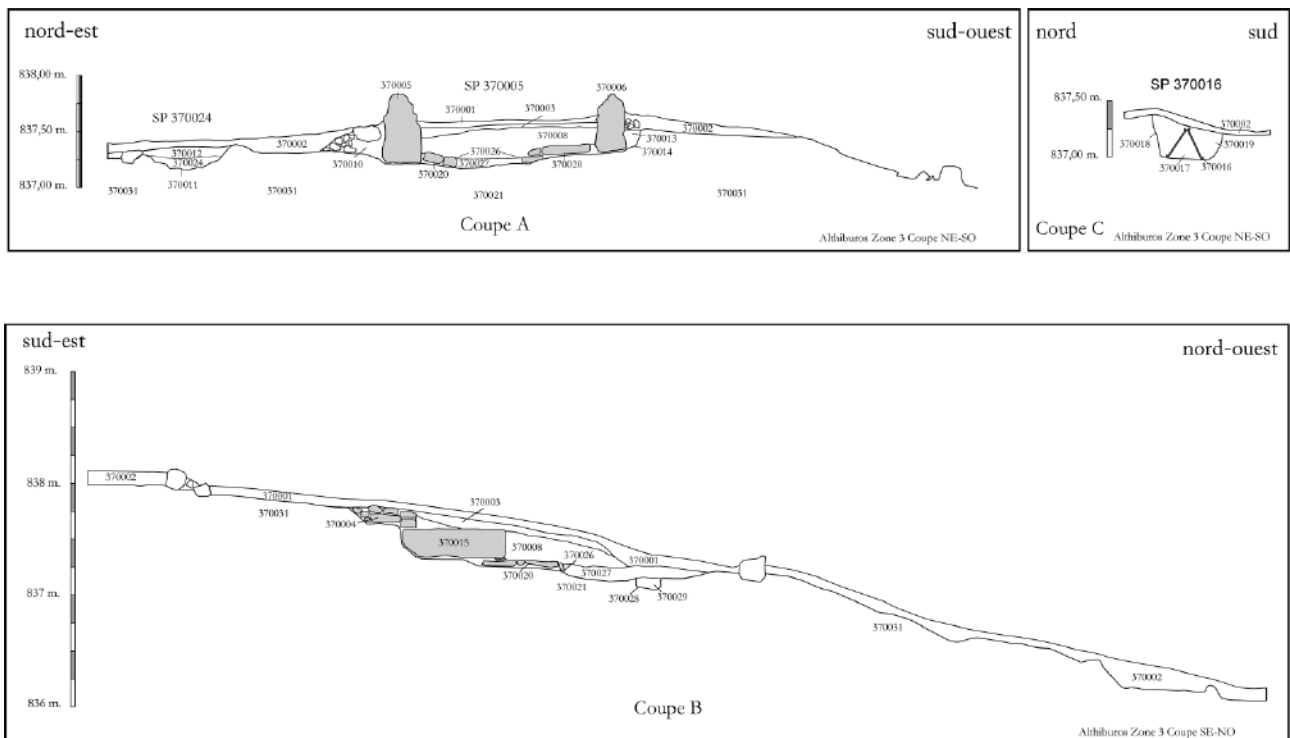 nord-est
sud-ouest
838,00 m.
837,50 m.
837,00 m.
SP 370024
370005
SP 370005
370006
370001
370003
370002
370008
370002
370013
370014
370012
370024
370011
370010
370026
370027
370020
370020
370031
370031
370021
370031
Coupe A
Althiburos Zone 3 Coupe NE-SO
nord
sud
SP 370016
837,50 m.
837,00 m.
370002
370018
370019
370017
370016
Coupe C
Althiburos Zone 3 Coupe NE-SO
sud-est
nord-ouest
839 m.
838 m.
837 m.
836 m.
370002
370001
370031
370003
370004
370015
370008
370026
370001
370020
370027
370021
370028
370029
370031
370002
Coupe B
Althiburos Zone 3 Coupe SE-NO